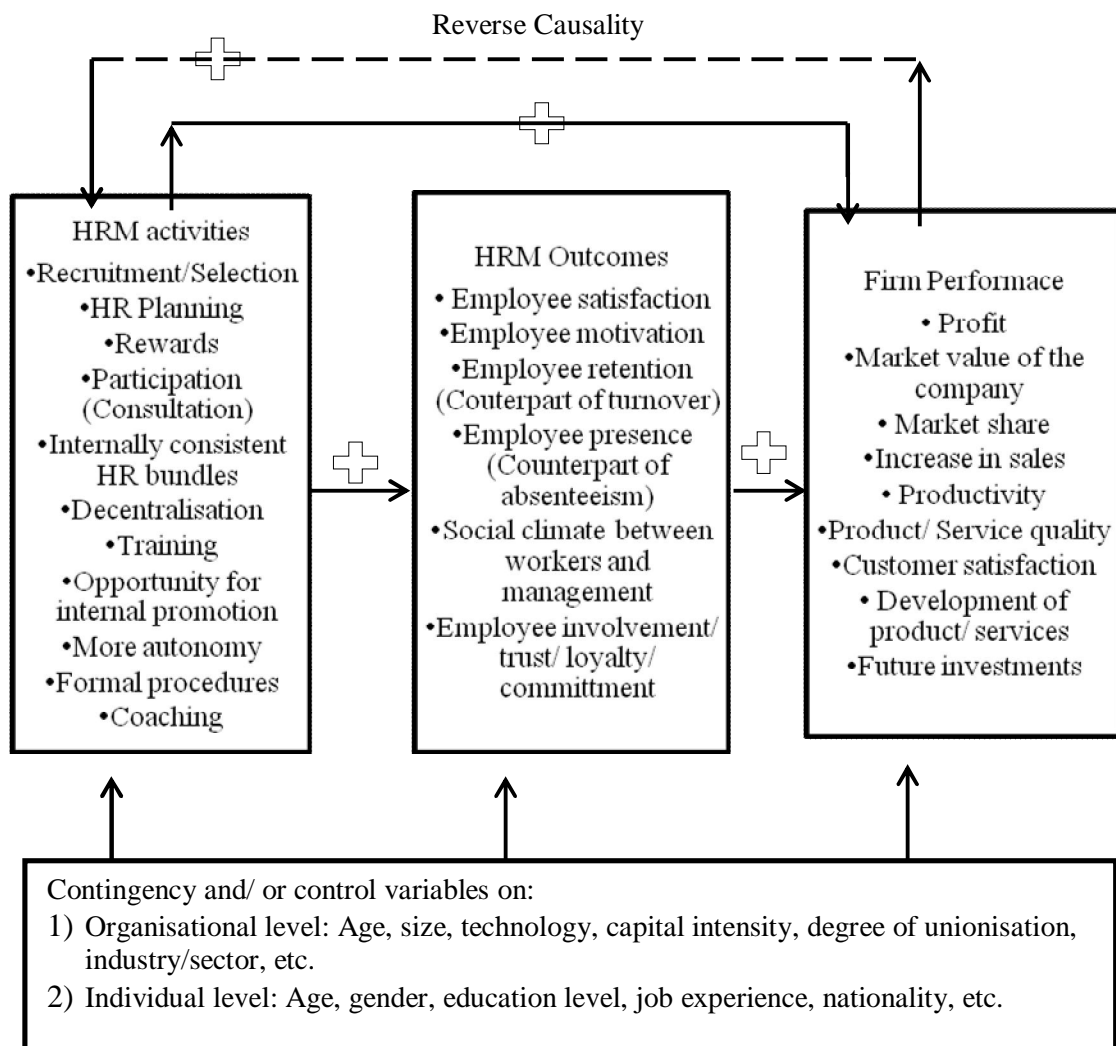 Reverse Causality
HRM activities
•Recruitment/Selection
•HR Planning
•Rewards
•Participation
(Consultation)
•Internally consistent
HR bundles
•Decentralisation
•Training
•Opportunity for
internal promotion
•More autonomy
•Formal procedures
•Coaching
HRM Outcomes
• Employee satisfaction
•Employee motivation
•Employee retention
(Couterpart of turnover)
•Employee presence
(Counterpart of
absenteeism)
•Social climate between
workers and
management
•Employee involvement/
trust/ loyalty/
committment
Firm Performace
• Profit
•Market value of the
company
• Market share
•Increase in sales
• Productivity
•Product/ Service quality
•Customer satisfaction
• Development of
product/ services
•Future investments
Contingency and/ or control variables on:
1) Organisational level: Age, size, technology, capital intensity, degree of unionisation,
industry/sector, etc.
2) Individual level: Age, gender, education level, job experience, nationality, etc.